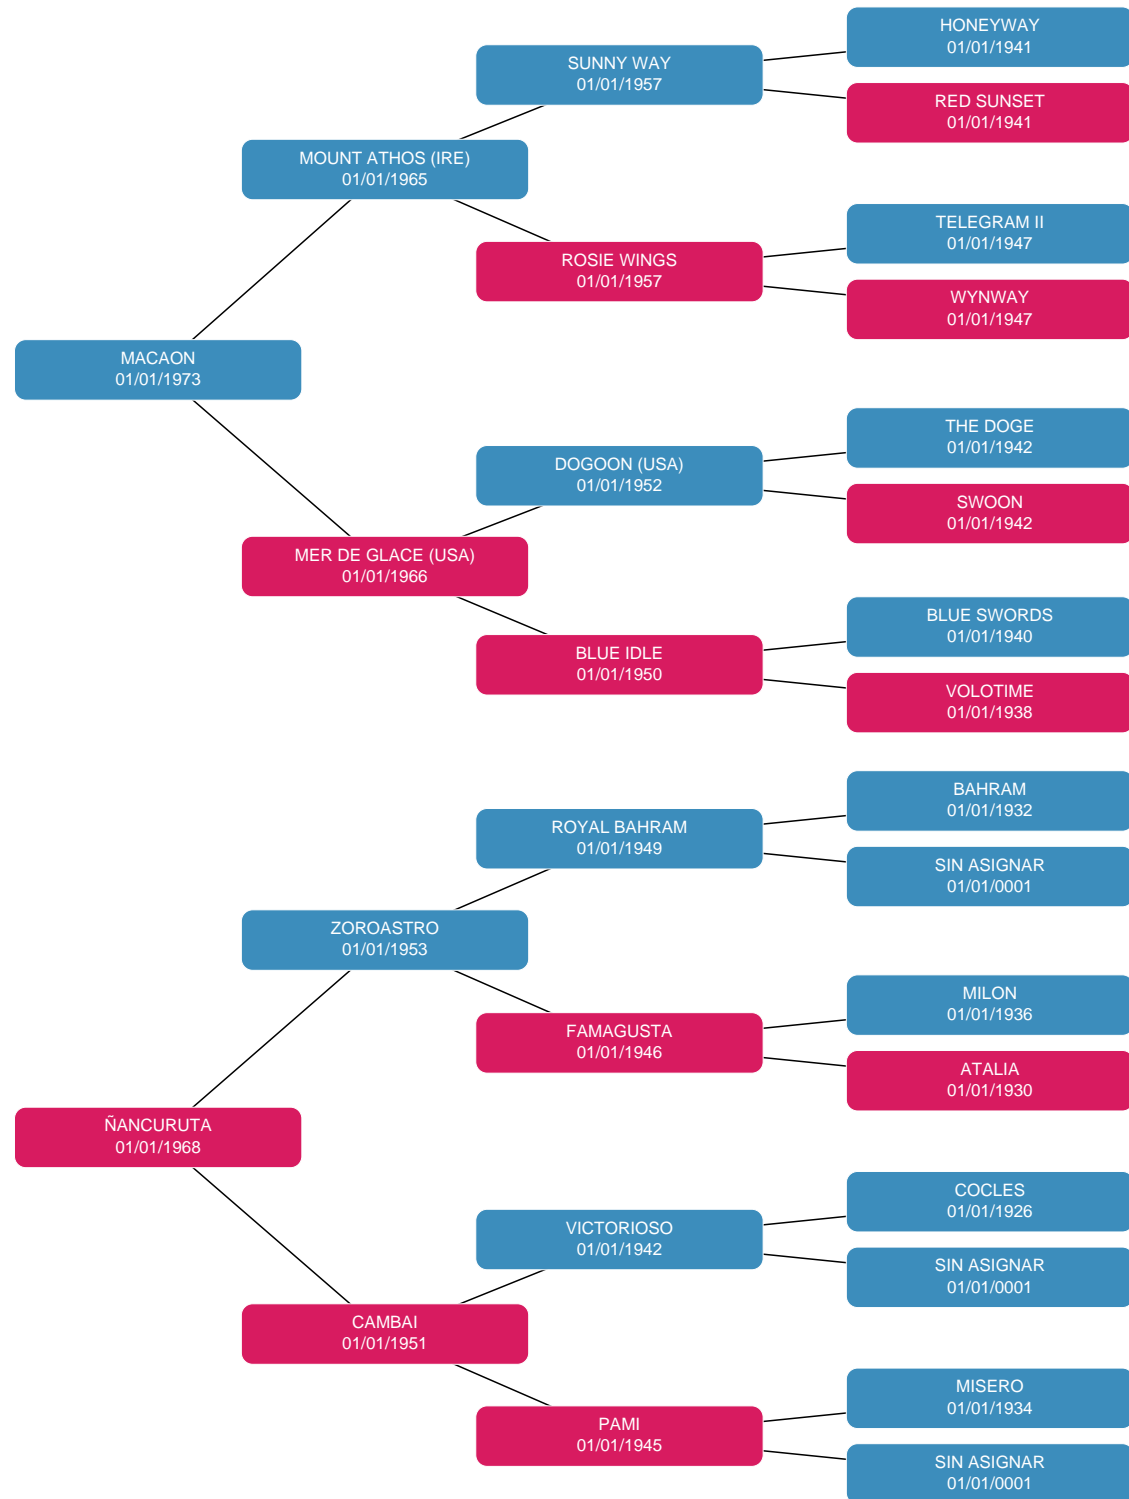 HONEYWAY
01/01/1941
SUNNY WAY
01/01/1957
RED SUNSET
01/01/1941
MOUNT ATHOS (IRE)
01/01/1965
TELEGRAM II
01/01/1947
ROSIE WINGS
01/01/1957
WYNWAY
01/01/1947
MACAON
01/01/1973
THE DOGE
01/01/1942
DOGOON (USA)
01/01/1952
SWOON
01/01/1942
MER DE GLACE (USA)
01/01/1966
BLUE SWORDS
01/01/1940
BLUE IDLE
01/01/1950
VOLOTIME
01/01/1938
BAHRAM
01/01/1932
ROYAL BAHRAM
01/01/1949
SIN ASIGNAR
01/01/0001
ZOROASTRO
01/01/1953
MILON
01/01/1936
FAMAGUSTA
01/01/1946
ATALIA
01/01/1930
ÑANCURUTA
01/01/1968
COCLES
01/01/1926
VICTORIOSO
01/01/1942
SIN ASIGNAR
01/01/0001
CAMBAI
01/01/1951
MISERO
01/01/1934
PAMI
01/01/1945
SIN ASIGNAR
01/01/0001